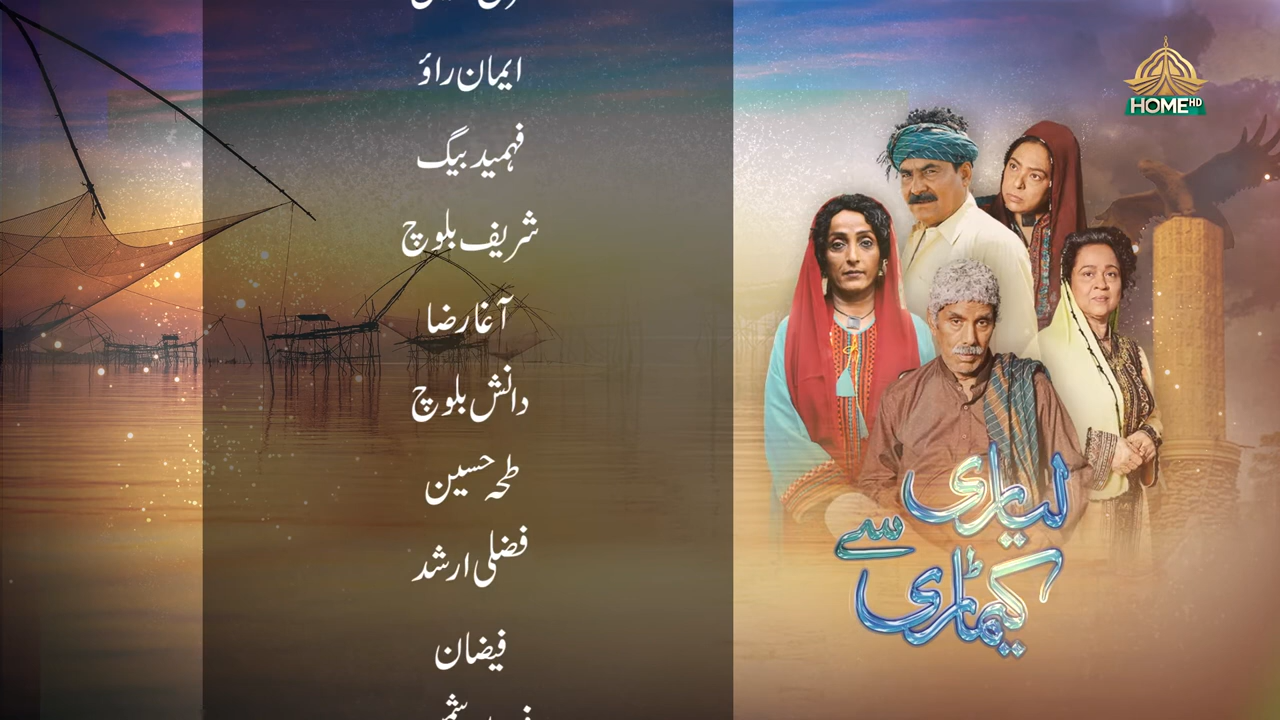 ایمان راؤ
فہمید بیگ
شریف بلوچ
آغا رضا
دانش بلوچ
طحہ حسین
فضلی ارشد
فیضان
HOME HD
لیاری
سے
کیماڑی